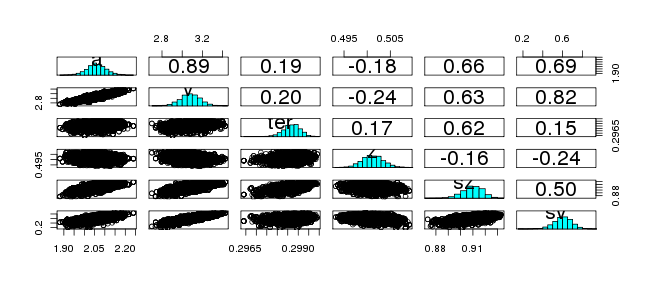 2.8 3.2 0.495 0.505 0.2 0.6
a 0.89 0.19 -0.18 0.66 0.69 1.90
2.8 v 0.20 -0.24 0.63 0.82
ter 0.17 0.62 0.15 0.2965
0.495 z -0.16 -0.24
sz 0.50 0.88
0.2 sv
1.90 2.05 2.20 0.2965 0.2990 0.88 0.91